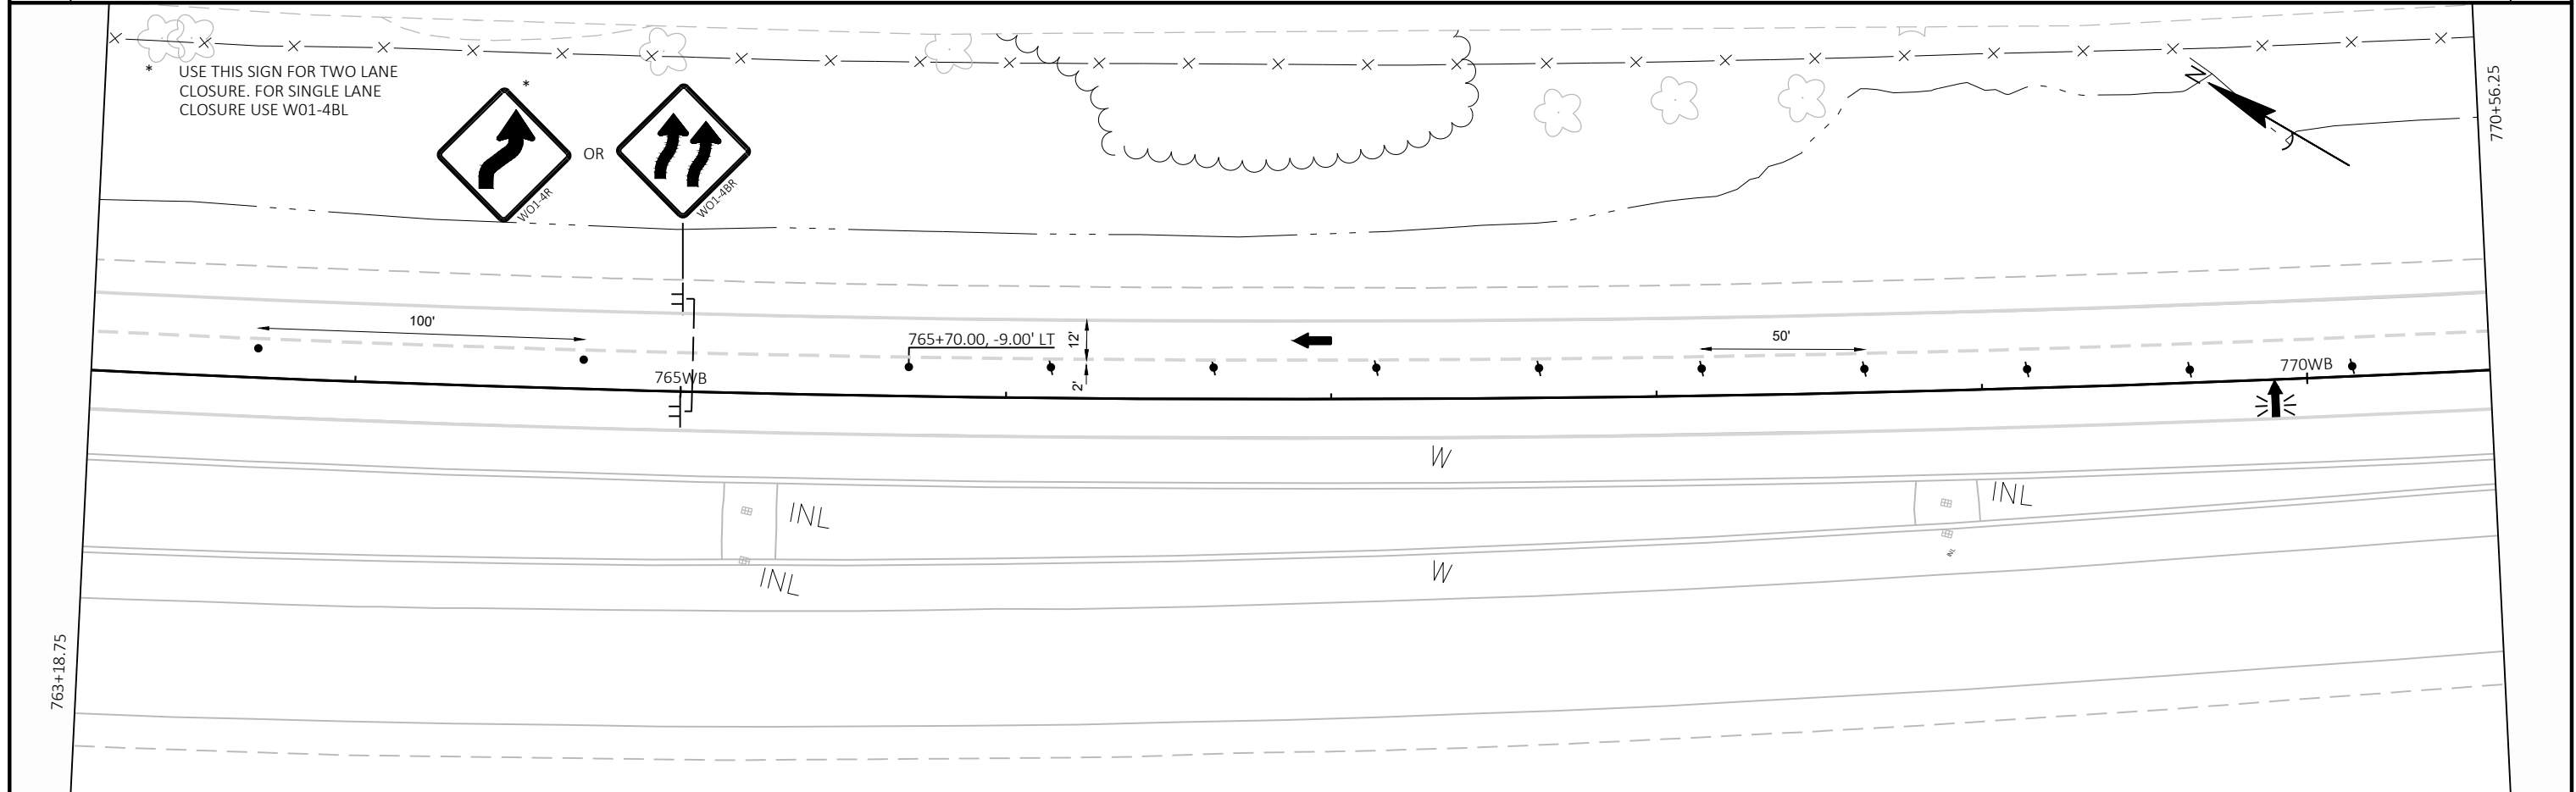 * USE THIS SIGN FOR TWO LANE
CLOSURE. FOR SINGLE LANE
CLOSURE USE W01-4BL
*
OR
W01-4R
W01-4BR
N
770+56.25
100'
765+70.00, -9.00' LT
12'
50'
2'
765WB
770WB
W
INL
INL
INL
INL
W
763+18.75